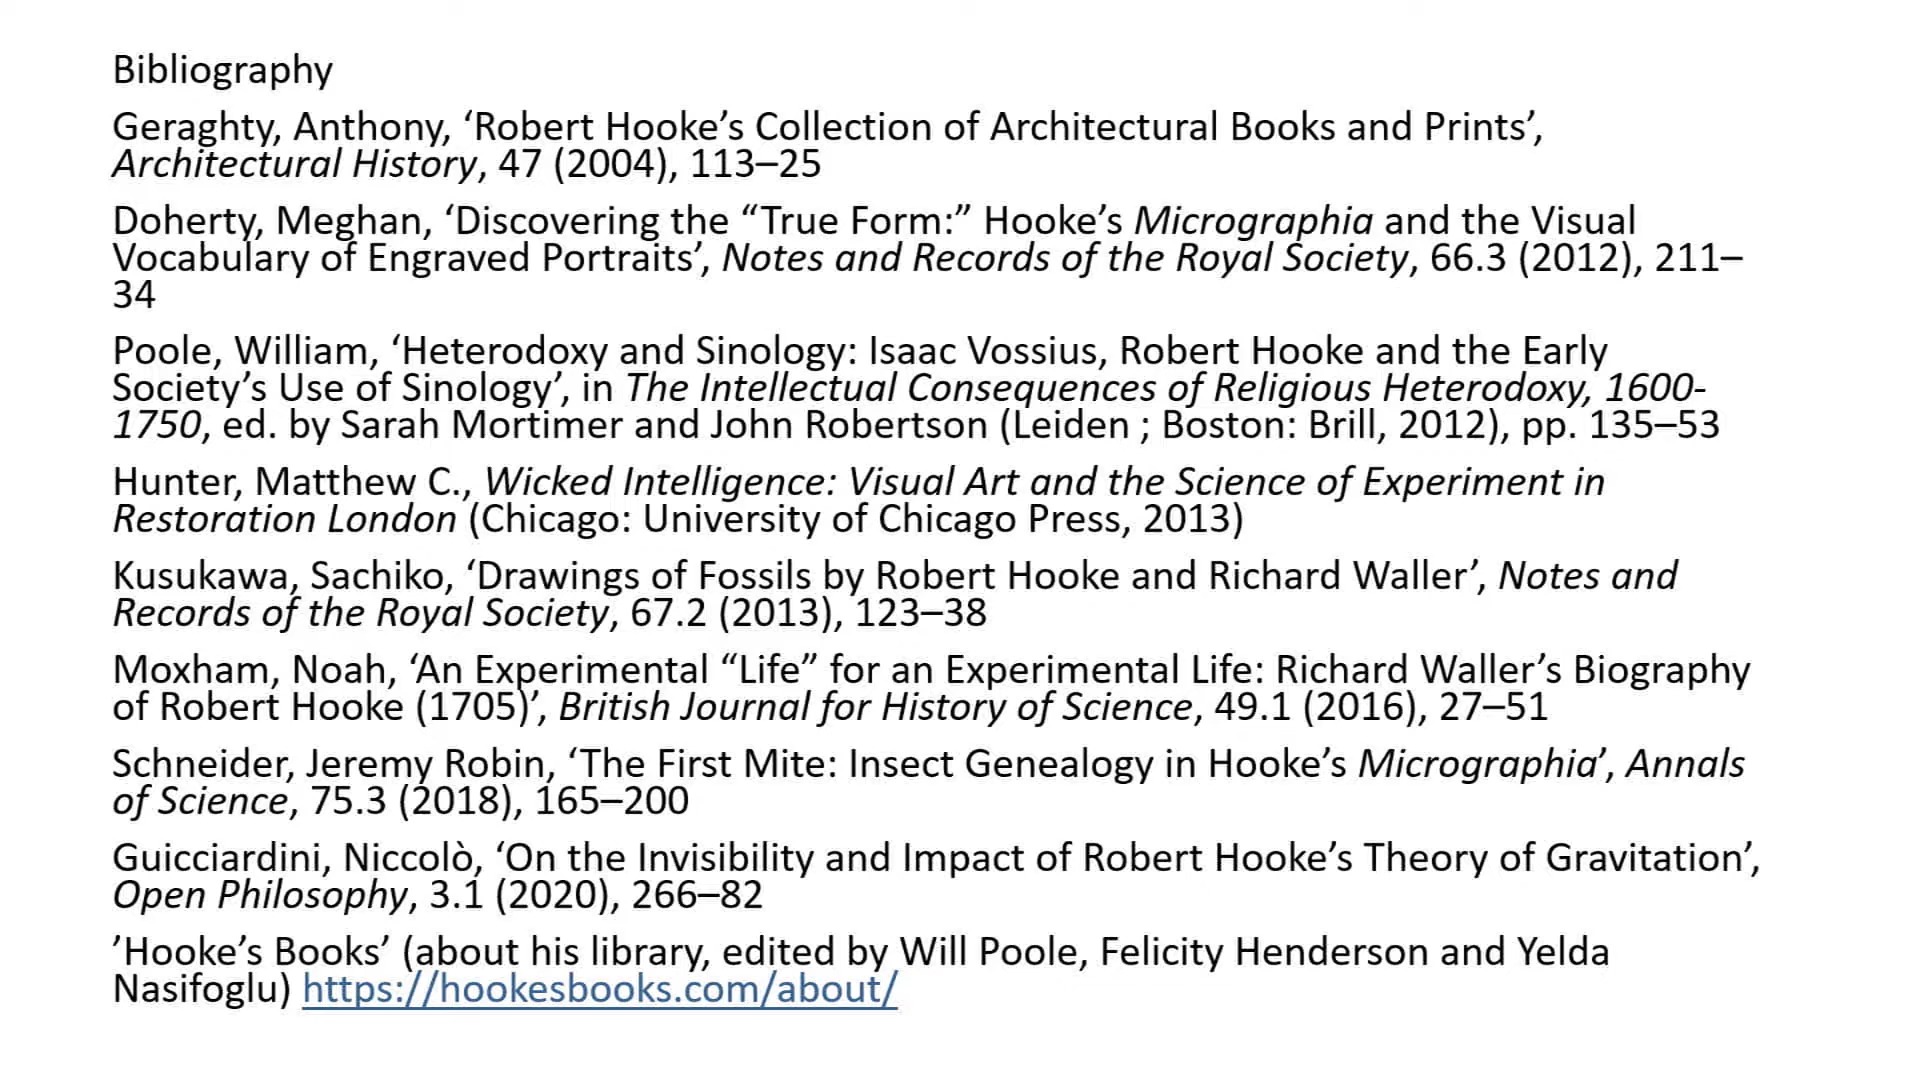 Bibliography
Geraghty, Anthony, ‘Robert Hooke’s Collection of Architectural Books and Prints’,
Architectural History, 47 (2004), 113–25
Doherty, Meghan, ‘Discovering the “True Form:” Hooke’s Micrographia and the Visual
Vocabulary of Engraved Portraits’, Notes and Records of the Royal Society, 66.3 (2012), 211–
34
Poole, William, ‘Heterodoxy and Sinology: Isaac Vossius, Robert Hooke and the Early
Society’s Use of Sinology’, in The Intellectual Consequences of Religious Heterodoxy, 1600-
1750, ed. by Sarah Mortimer and John Robertson (Leiden ; Boston: Brill, 2012), pp. 135–53
Hunter, Matthew C., Wicked Intelligence: Visual Art and the Science of Experiment in
Restoration London (Chicago: University of Chicago Press, 2013)
Kusukawa, Sachiko, ‘Drawings of Fossils by Robert Hooke and Richard Waller’, Notes and
Records of the Royal Society, 67.2 (2013), 123–38
Moxham, Noah, ‘An Experimental “Life” for an Experimental Life: Richard Waller’s Biography
of Robert Hooke (1705)’, British Journal for History of Science, 49.1 (2016), 27–51
Schneider, Jeremy Robin, ‘The First Mite: Insect Genealogy in Hooke’s Micrographia’, Annals
of Science, 75.3 (2018), 165–200
Guicciardini, Niccolò, ‘On the Invisibility and Impact of Robert Hooke’s Theory of Gravitation’,
Open Philosophy, 3.1 (2020), 266–82
’Hooke’s Books’ (about his library, edited by Will Poole, Felicity Henderson and Yelda
Nasifoglu) https://hookesbooks.com/about/